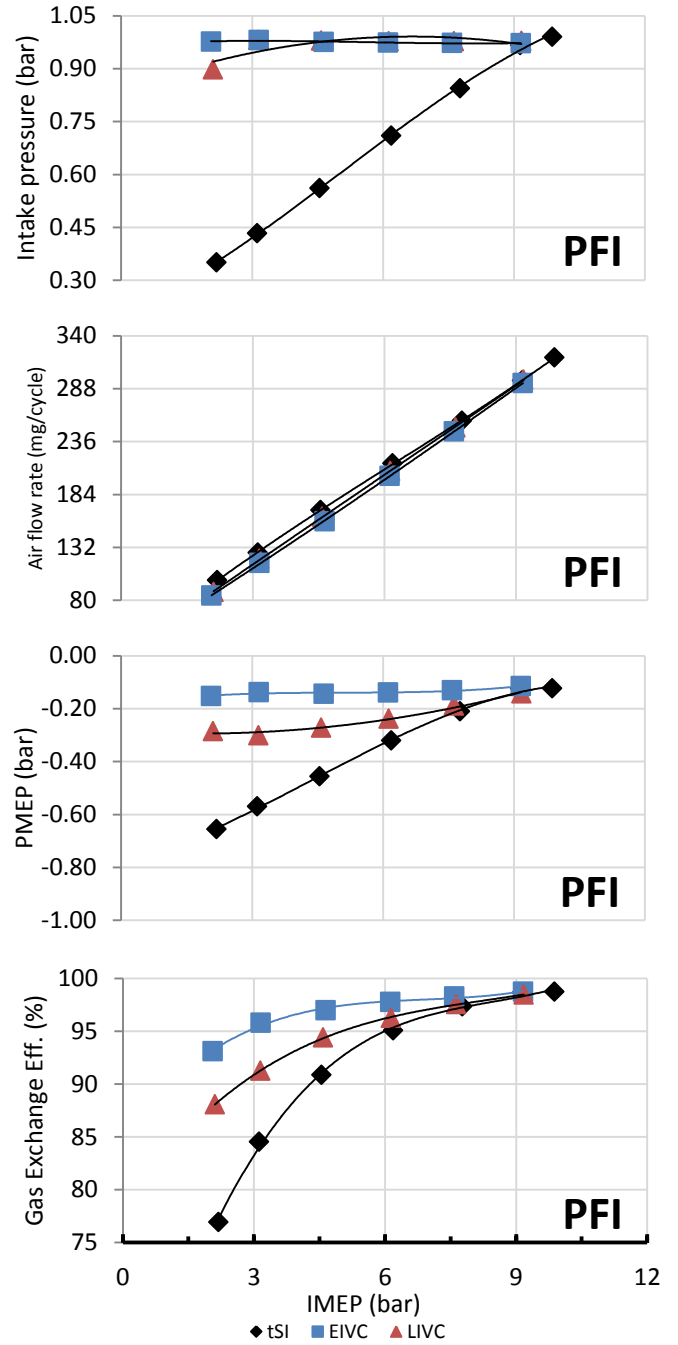 Intake pressure (bar)
1.05
0.90
0.75
0.60
0.45
0.30
PFI
Air flow rate (mg/cycle)
340
288
236
184
132
80
PFI
PMEP (bar)
0.00
-0.20
-0.40
-0.60
-0.80
-1.00
PFI
Gas Exchange Eff. (%)
100
95
90
85
80
75
PFI
0 3 6 9 12
IMEP (bar)
tSI EIVC LIVC